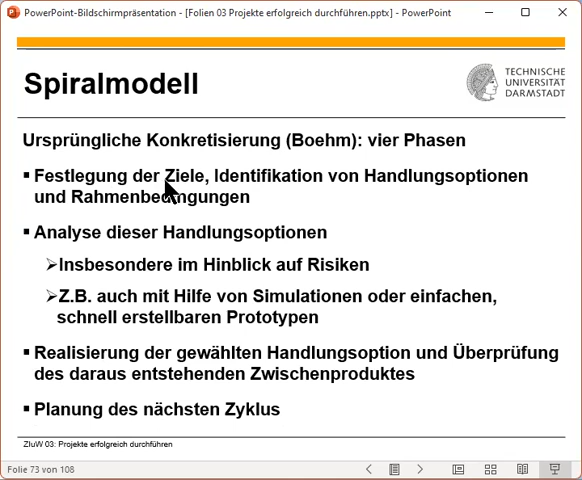 PowerPoint-Bildschirmpräsentation - [Folien 03 Projekte erfolgreich durchführen.pptx] - PowerPoint
Spiralmodell
TECHNISCHE
UNIVERSITÄT
DARMSTADT
Ursprüngliche Konkretisierung (Boehm): vier Phasen
▪ Festlegung der Ziele, Identifikation von Handlungsoptionen
und Rahmenbedingungen
▪ Analyse dieser Handlungsoptionen
➢Insbesondere im Hinblick auf Risiken
➢Z.B. auch mit Hilfe von Simulationen oder einfachen,
schnell erstellbaren Prototypen
▪ Realisierung der gewählten Handlungsoption und Überprüfung
des daraus entstehenden Zwischenproduktes
▪ Planung des nächsten Zyklus
ZIuW 03: Projekte erfolgreich durchführen
Folie 73 von 108